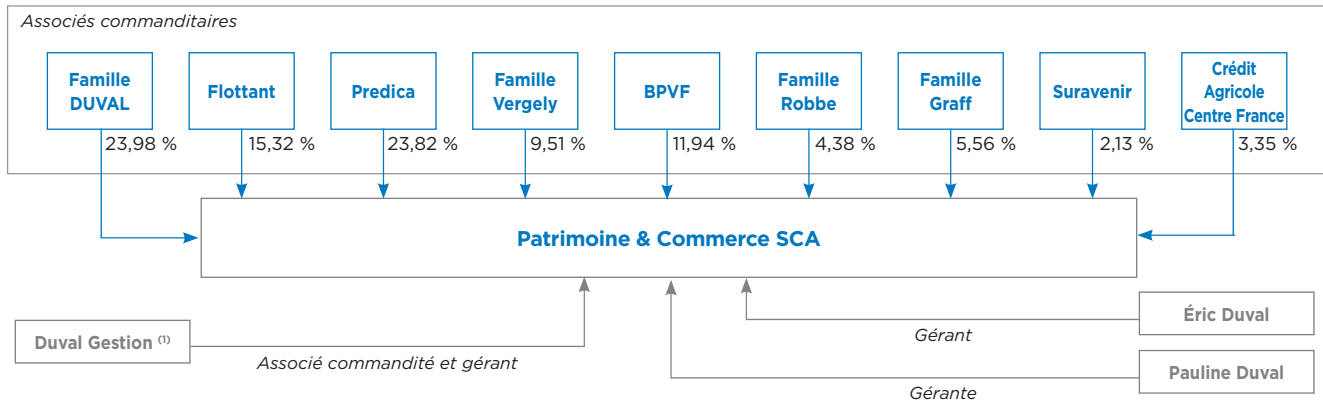 Associés commanditaires
Famille
DUVAL
23,98 %
Flottant
15,32 %
Predica
23,82 %
Famille
Vergely
9,51 %
BPVF
11,94 %
Famille
Robbe
4,38 %
Famille
Graff
5,56 %
Suravenir
2,13 %
Crédit
Agricole
Centre France
3,35 %
Patrimoine & Commerce SCA
Duval Gestion (1)
Associé commandité et gérant
Éric Duval
Gérant
Pauline Duval
Gérante